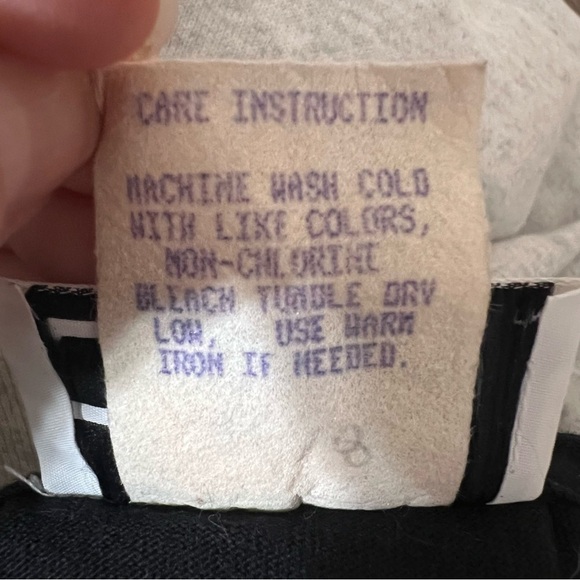 CARE INSTRUCTION
MACHINE WASH COLD
WITH LIKE COLORS,
NON-CHLORINE
BLEACH TUMBLE DRY
LOW, USE WARM
IRON IF NEEDED.
8